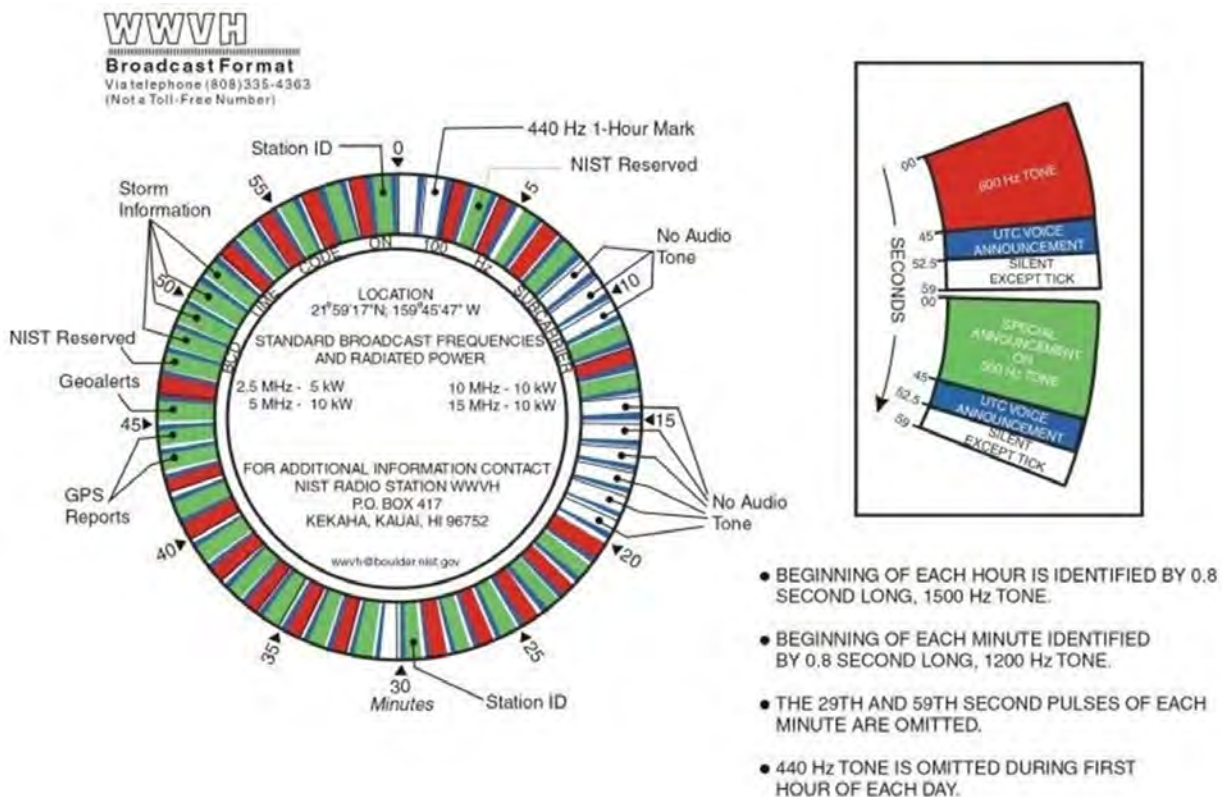 WWVH
Broadcast Format
Via telephone (808)335-4363
(Not a Toll-Free Number)
Station ID
0
440 Hz 1-Hour Mark
NIST Reserved
55
5
Storm
Information
No Audio
Tone
50
10
BCD TIME CODE ON 100 Hz SUBCARRIER
LOCATION
21°59'17"N; 159°45'47" W
STANDARD BROADCAST FREQUENCIES
AND RADIATED POWER
2.5 MHz - 5 kW
10 MHz - 10 kW
5 MHz - 10 kW
15 MHz - 10 kW
NIST Reserved
Geoalerts
45
15
GPS
Reports
No Audio
Tone
FOR ADDITIONAL INFORMATION CONTACT
NIST RADIO STATION WWVH
P.O. BOX 417
KEKAHA, KAUAI, HI 96752
wwvh@boulder.nist.gov
40
20
35
25
30
Minutes
Station ID
SECONDS
00
600 Hz TONE
45
UTC VOICE
ANNOUNCEMENT
52.5
SILENT
EXCEPT TICK
59
00
SPECIAL
ANNOUNCEMENT
OR
500 Hz TONE
45
UTC VOICE
ANNOUNCEMENT
52.5
SILENT
EXCEPT TICK
59
● BEGINNING OF EACH HOUR IS IDENTIFIED BY 0.8
SECOND LONG, 1500 Hz TONE.
● BEGINNING OF EACH MINUTE IDENTIFIED
BY 0.8 SECOND LONG, 1200 Hz TONE.
● THE 29TH AND 59TH SECOND PULSES OF EACH
MINUTE ARE OMITTED.
● 440 Hz TONE IS OMITTED DURING FIRST
HOUR OF EACH DAY.